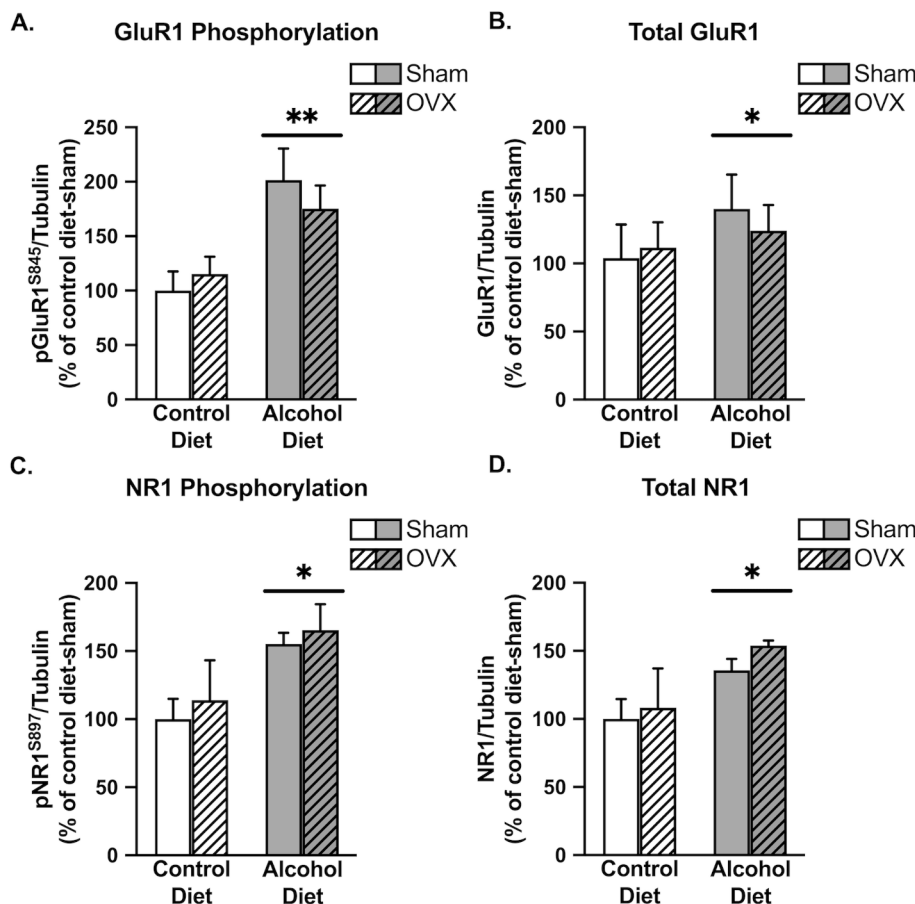 A.
GluR1 Phosphorylation
Sham
OVX
**
pGluR1S845/Tubulin
(% of control diet-sham)
250
200
150
100
50
0
Control
Diet
Alcohol
Diet
B.
Total GluR1
Sham
OVX
*
GluR1/Tubulin
(% of control diet-sham)
200
150
100
50
0
Control
Diet
Alcohol
Diet
C.
NR1 Phosphorylation
Sham
OVX
*
pNR1S897/Tubulin
(% of control diet-sham)
200
150
100
50
0
Control
Diet
Alcohol
Diet
D.
Total NR1
Sham
OVX
*
NR1/Tubulin
(% of control diet-sham)
200
150
100
50
0
Control
Diet
Alcohol
Diet